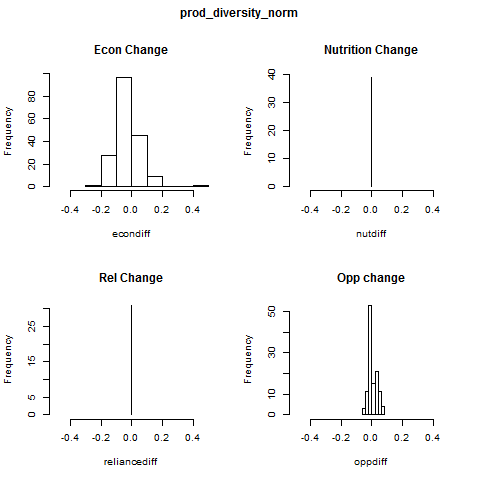 prod_diversity_norm
Econ Change
Frequency
0 20 40 60 80
-0.4 -0.2 0.0 0.2 0.4
econdiff
Nutrition Change
Frequency
0 10 20 30 40
-0.4 -0.2 0.0 0.2 0.4
nutdiff
Rel Change
Frequency
0 5 15 25
-0.4 -0.2 0.0 0.2 0.4
reliancediff
Opp change
Frequency
0 10 30 50
-0.4 -0.2 0.0 0.2 0.4
oppdiff